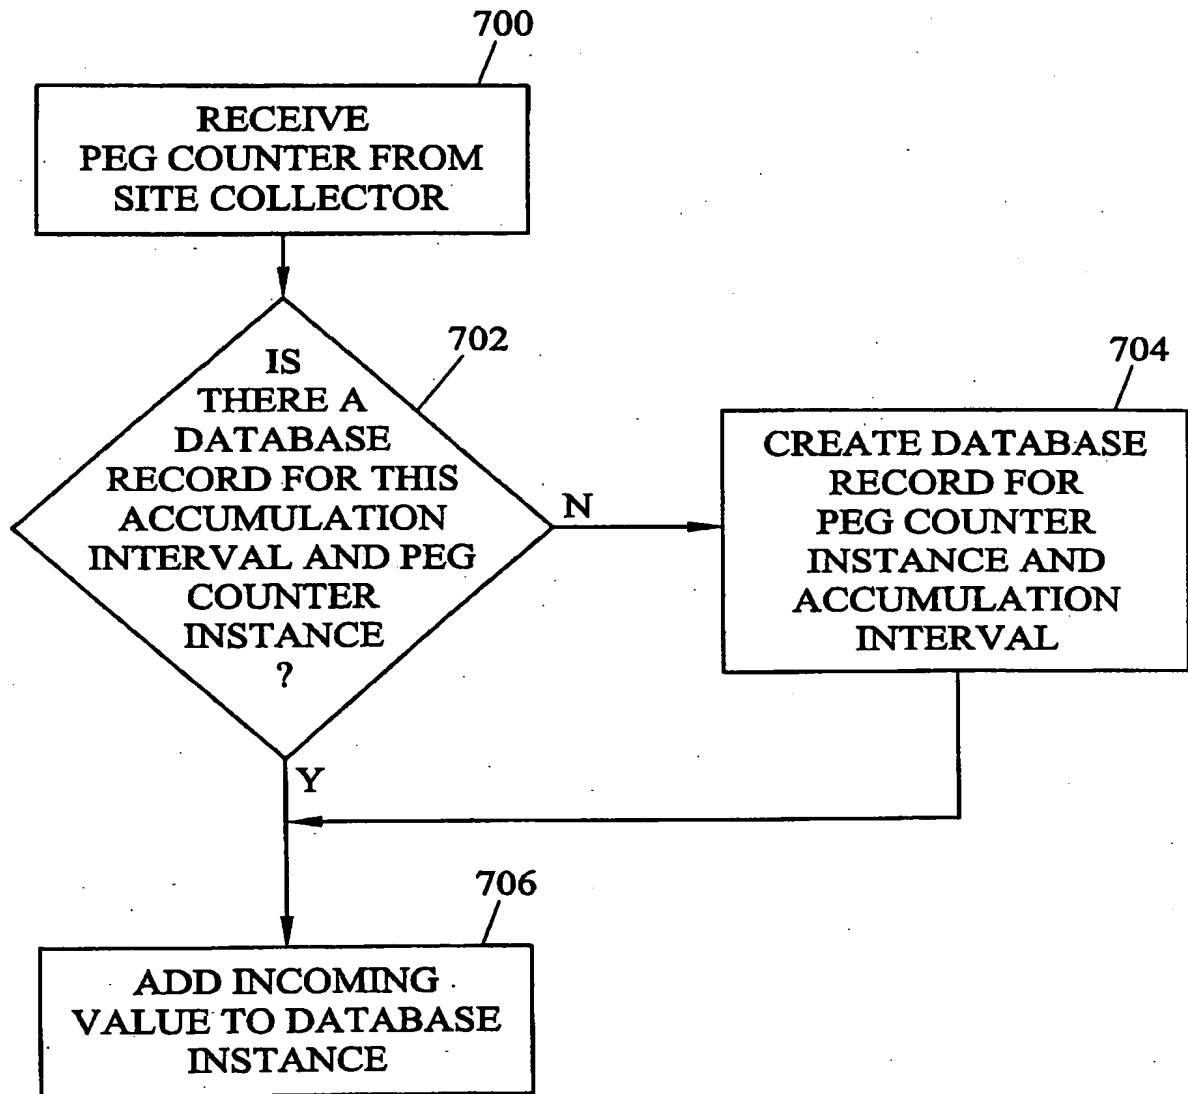 700
RECEIVE
PEG COUNTER FROM
SITE COLLECTOR
702
IS
THERE A
DATABASE
RECORD FOR THIS
ACCUMULATION
INTERVAL AND PEG
COUNTER
INSTANCE
?
N
704
CREATE DATABASE
RECORD FOR
PEG COUNTER
INSTANCE AND
ACCUMULATION
INTERVAL
Y
706
ADD INCOMING
VALUE TO DATABASE
INSTANCE